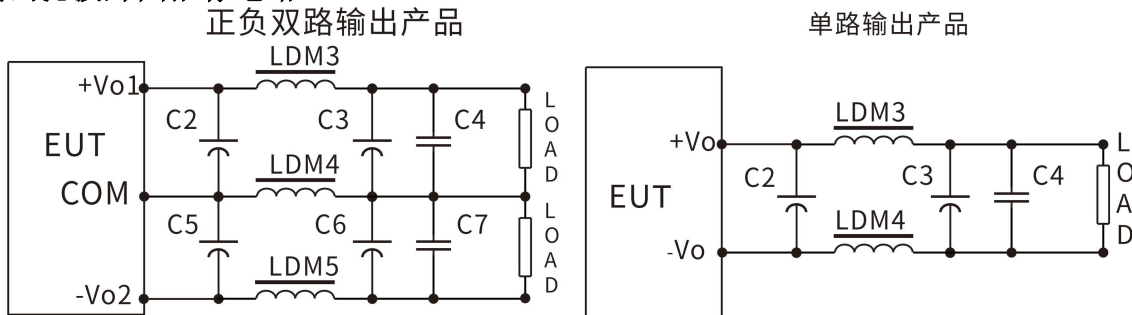 正负双路输出产品
LDM3
+Vo1
C2
C3
C4
LOAD
EUT
LDM4
COM
C5
C6
C7
LOAD
LDM5
-Vo2
单路输出产品
LDM3
+Vo
C2
C3
C4
LOAD
EUT
LDM4
-Vo